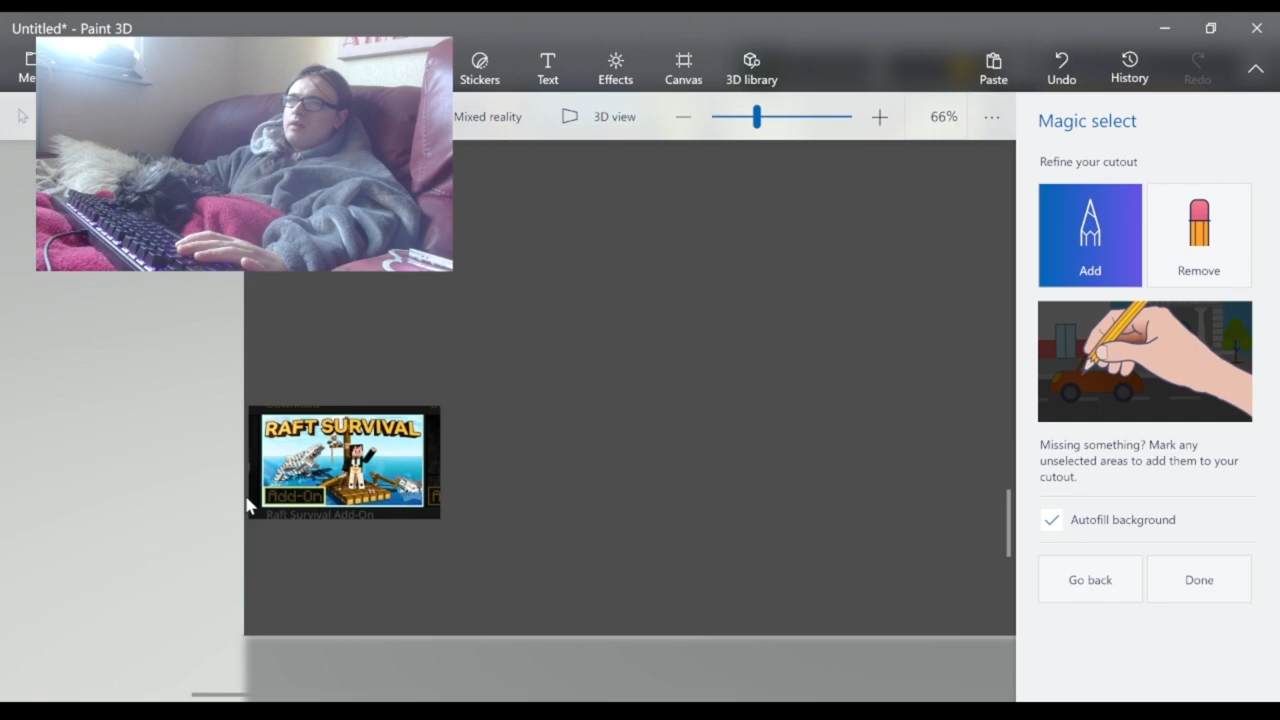 Untitled* - Paint 3D
Me
Stickers
Text
Effects
Canvas
3D library
Paste
Undo
History
Redo
Mixed reality
3D view
66%
Magic select
Refine your cutout
Add
Remove
RAFT SURVIVAL
Add-On
Raft Survival Add-On
Missing something? Mark any
unselected areas to add them to your
cutout.
Autofill background
Go back
Done